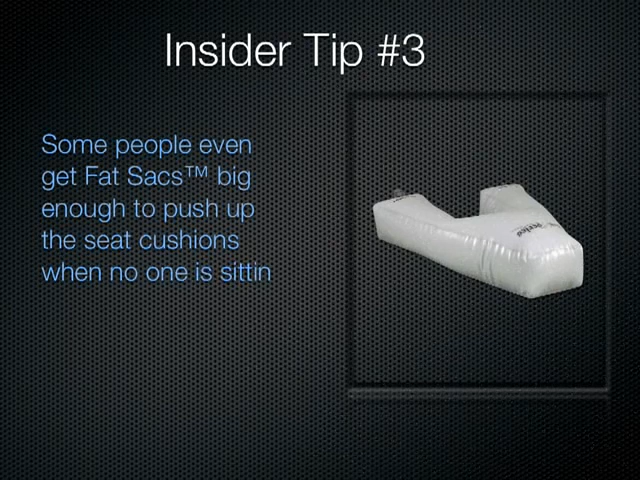 Insider Tip #3
Some people even
get Fat Sacs™ big
enough to push up
the seat cushions
when no one is sittin